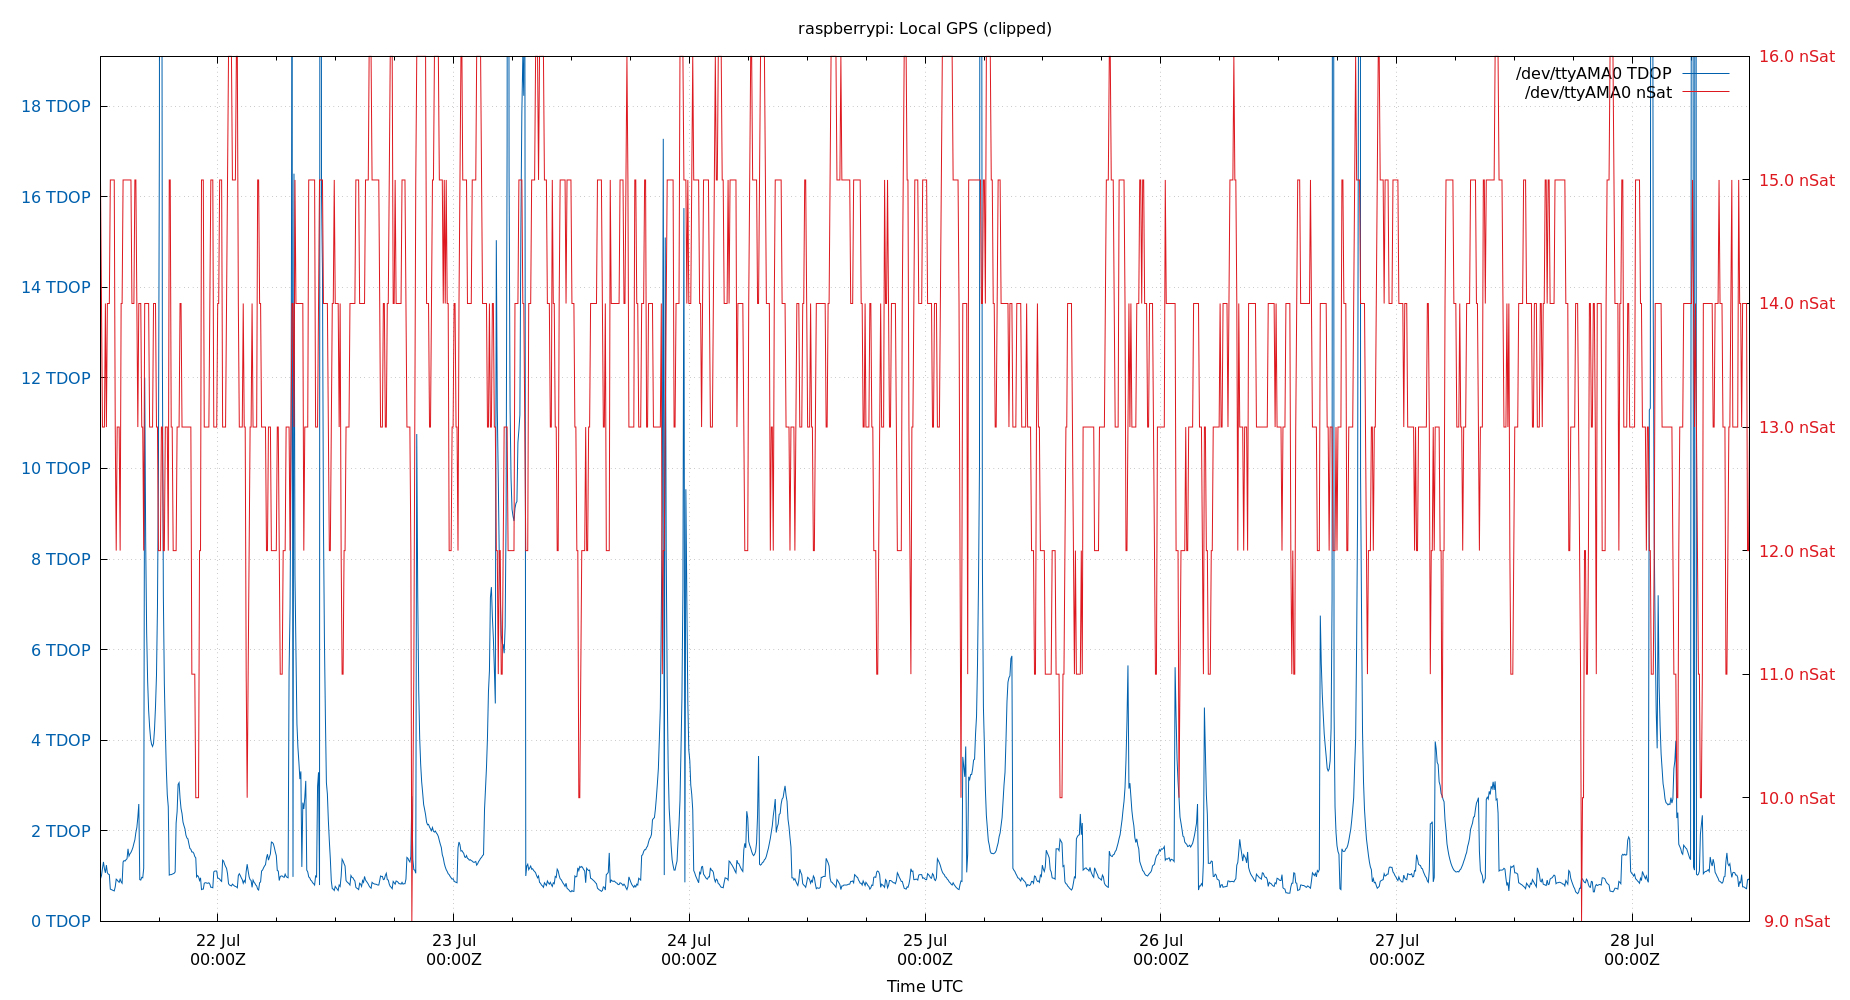 raspberrypi: Local GPS (clipped)
/dev/ttyAMA0 TDOP
/dev/ttyAMA0 nSat
18 TDOP
16 TDOP
14 TDOP
12 TDOP
10 TDOP
8 TDOP
6 TDOP
4 TDOP
2 TDOP
0 TDOP
16.0 nSat
15.0 nSat
14.0 nSat
13.0 nSat
12.0 nSat
11.0 nSat
10.0 nSat
9.0 nSat
22 Jul
00:00Z
23 Jul
00:00Z
24 Jul
00:00Z
25 Jul
00:00Z
26 Jul
00:00Z
27 Jul
00:00Z
28 Jul
00:00Z
Time UTC